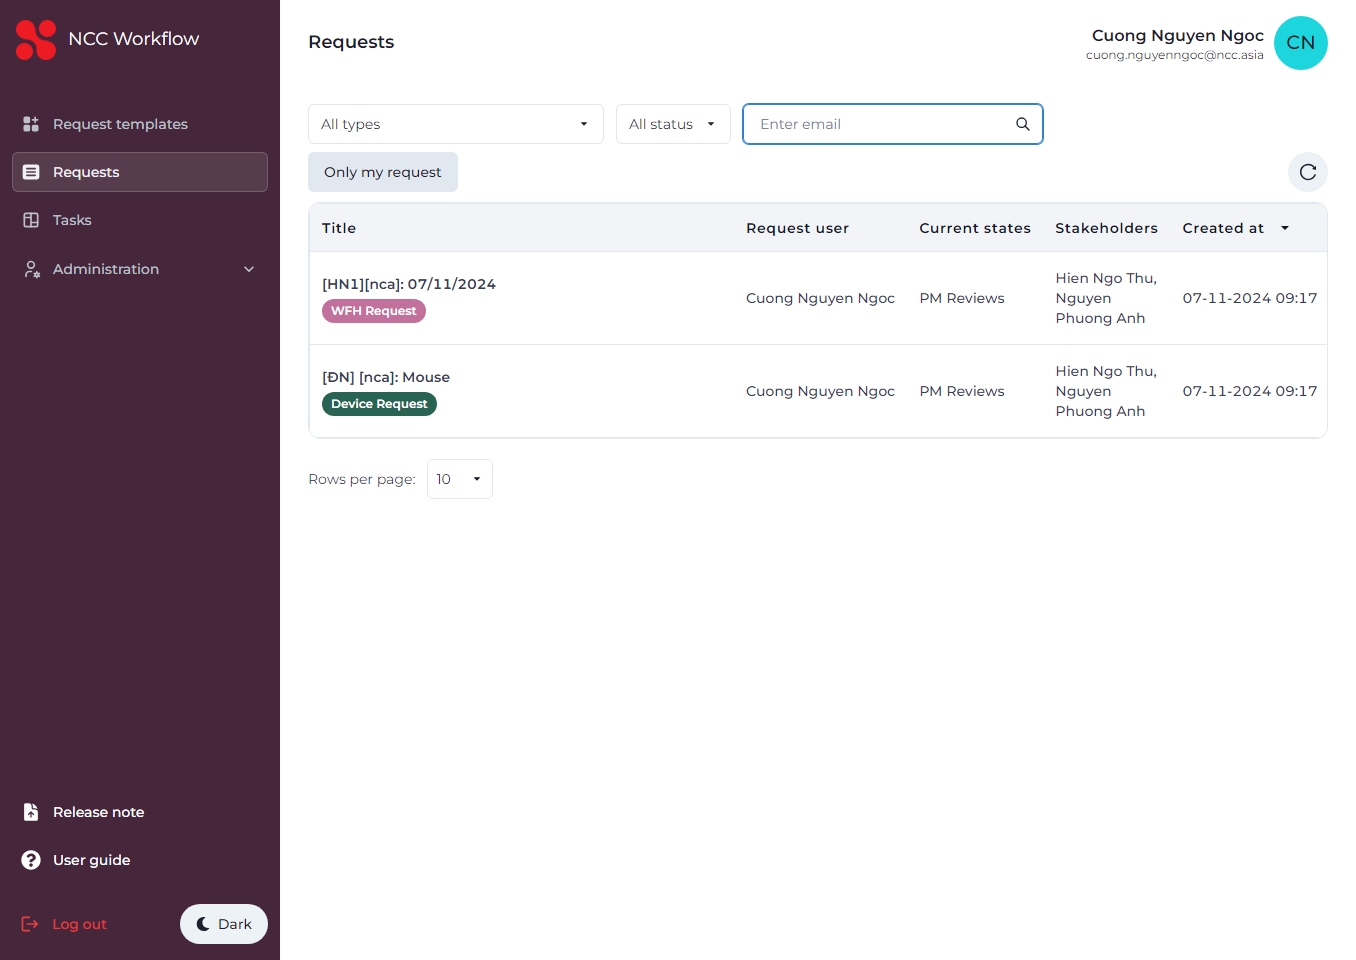 NCC Workflow
Request templates
Requests
Tasks
Administration
Release note
User guide
Log out
Dark
Requests
Cuong Nguyen Ngoc
cuong.nguyenngoc@ncc.asia
CN
All types
All status
Enter email
Only my request
Title
Request user
Current states
Stakeholders
Created at
[HN1][nca]: 07/11/2024
WFH Request
Cuong Nguyen Ngoc
PM Reviews
Hien Ngo Thu,
Nguyen
Phuong Anh
07-11-2024 09:17
[ĐN] [nca]: Mouse
Device Request
Cuong Nguyen Ngoc
PM Reviews
Hien Ngo Thu,
Nguyen
Phuong Anh
07-11-2024 09:17
Rows per page:
10